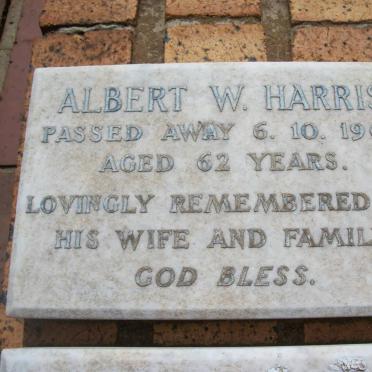 ALBERT W. HARRIS
PASSED AWAY 6. 10. 19
AGED 62 YEARS.
LOVINGLY REMEMBERED
HIS WIFE AND FAMIL
GOD BLESS.